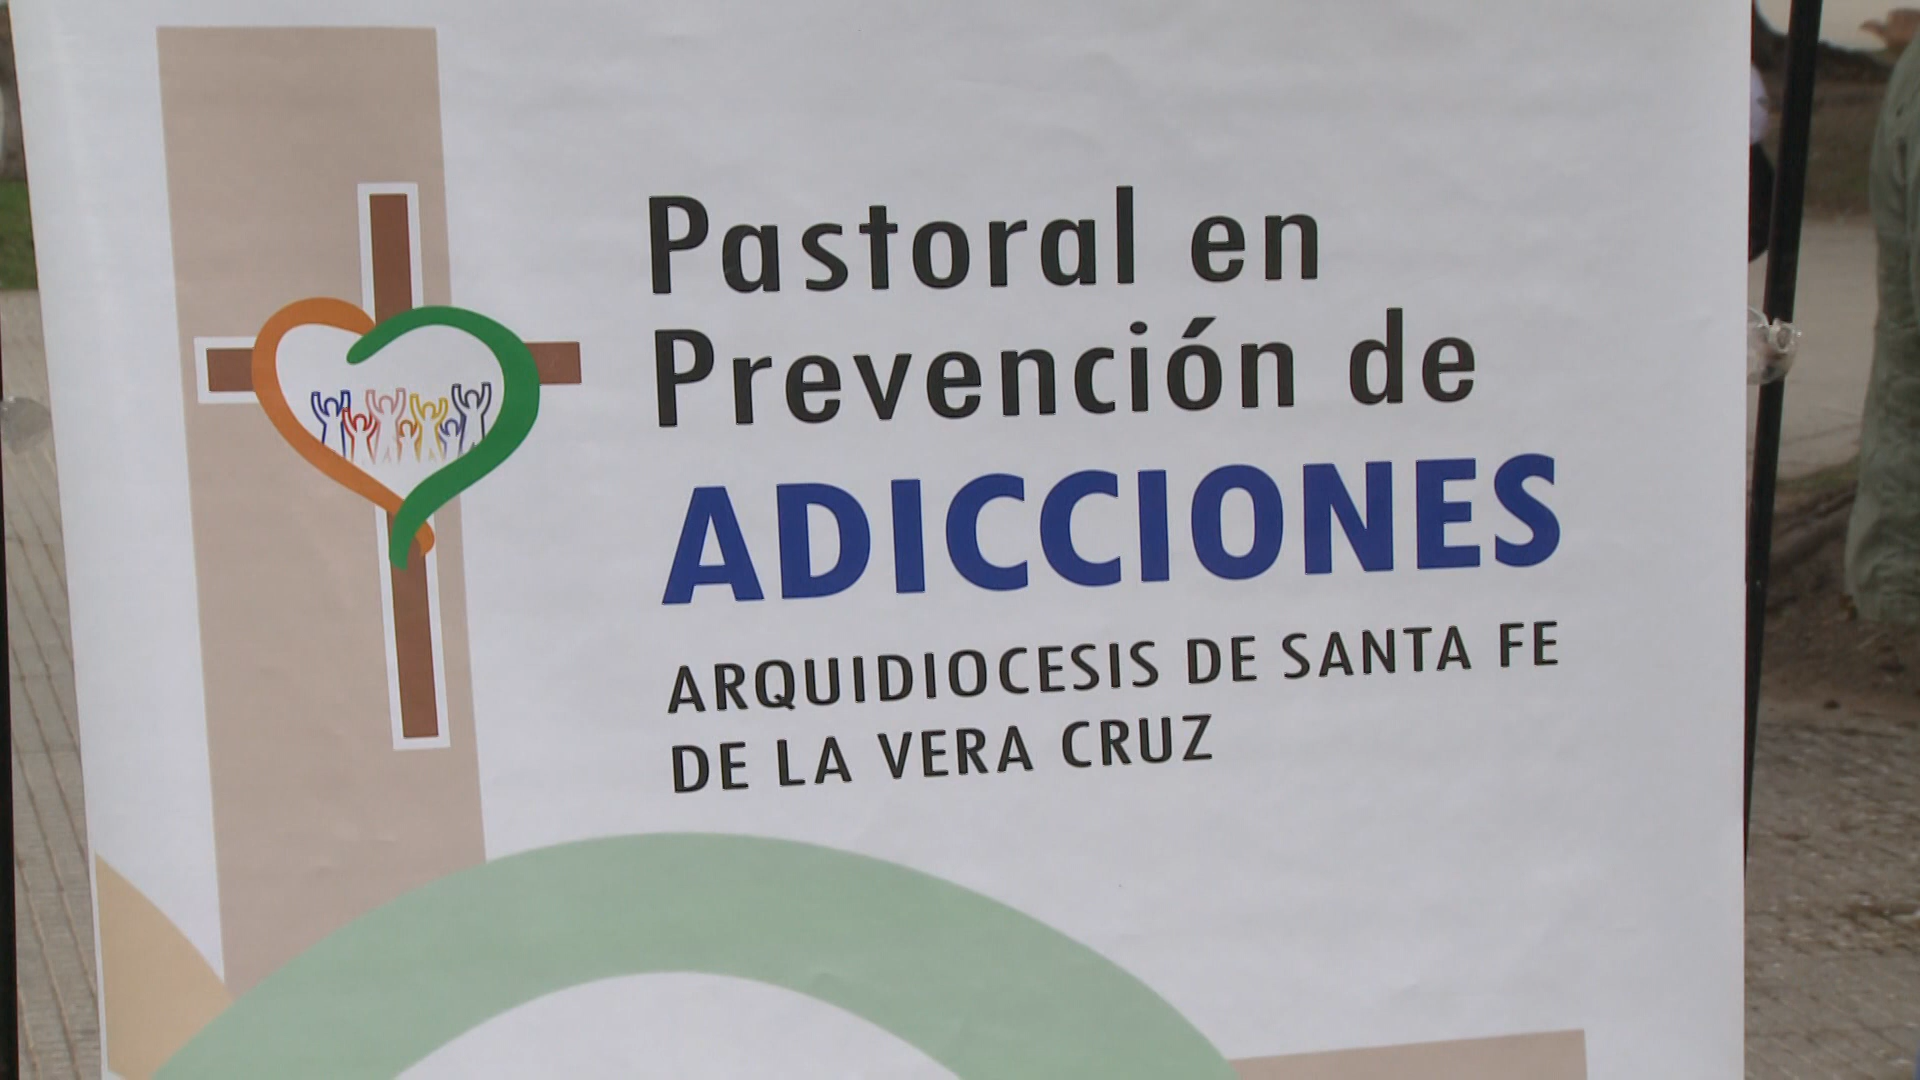 Pastoral en
Prevención de
ADICCIONES
ARQUIDIOCESIS DE SANTA FE
DE LA VERA CRUZ